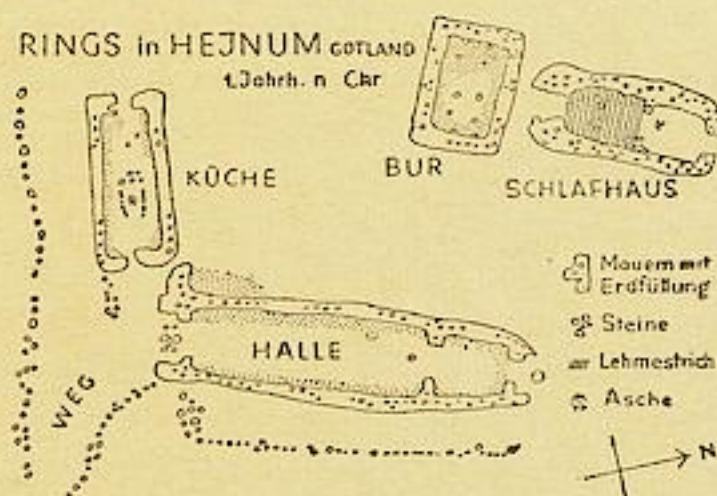 RINGS in HEJNUM GOTLAND
1. Jahrh. n Chr
KÜCHE
BUR
SCHLAFHAUS
HALLE
WEG
Mauern mit
Erdfüllung
Steine
Lehmestrich
Asche
N